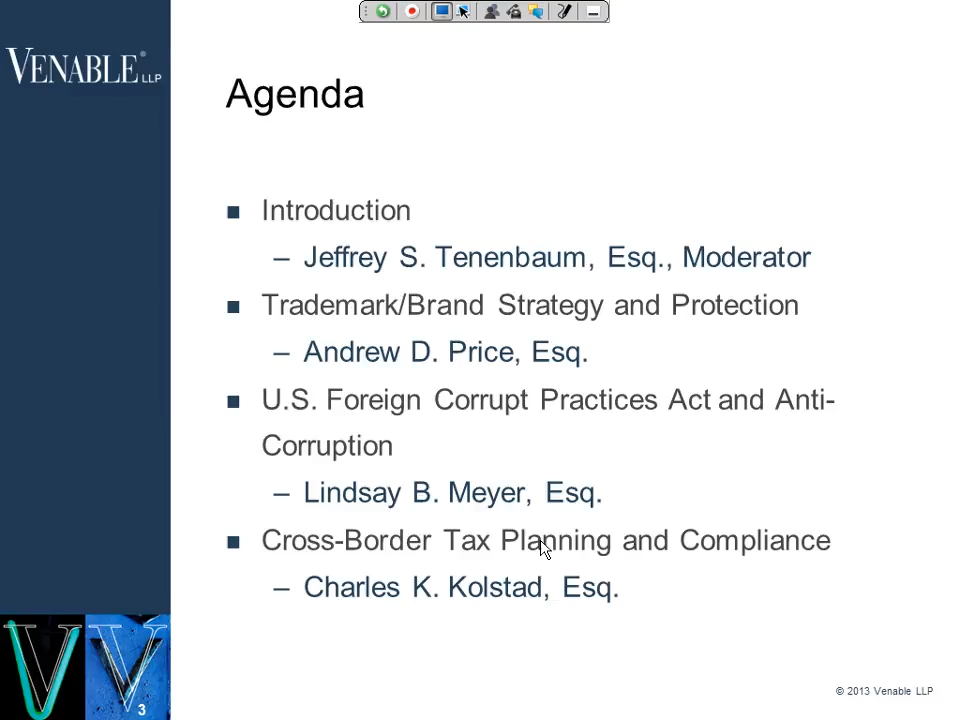 VENABLE® LLP
Agenda
■ Introduction
– Jeffrey S. Tenenbaum, Esq., Moderator
■ Trademark/Brand Strategy and Protection
– Andrew D. Price, Esq.
■ U.S. Foreign Corrupt Practices Act and Anti-
Corruption
– Lindsay B. Meyer, Esq.
■ Cross-Border Tax Planning and Compliance
– Charles K. Kolstad, Esq.
3
© 2013 Venable LLP